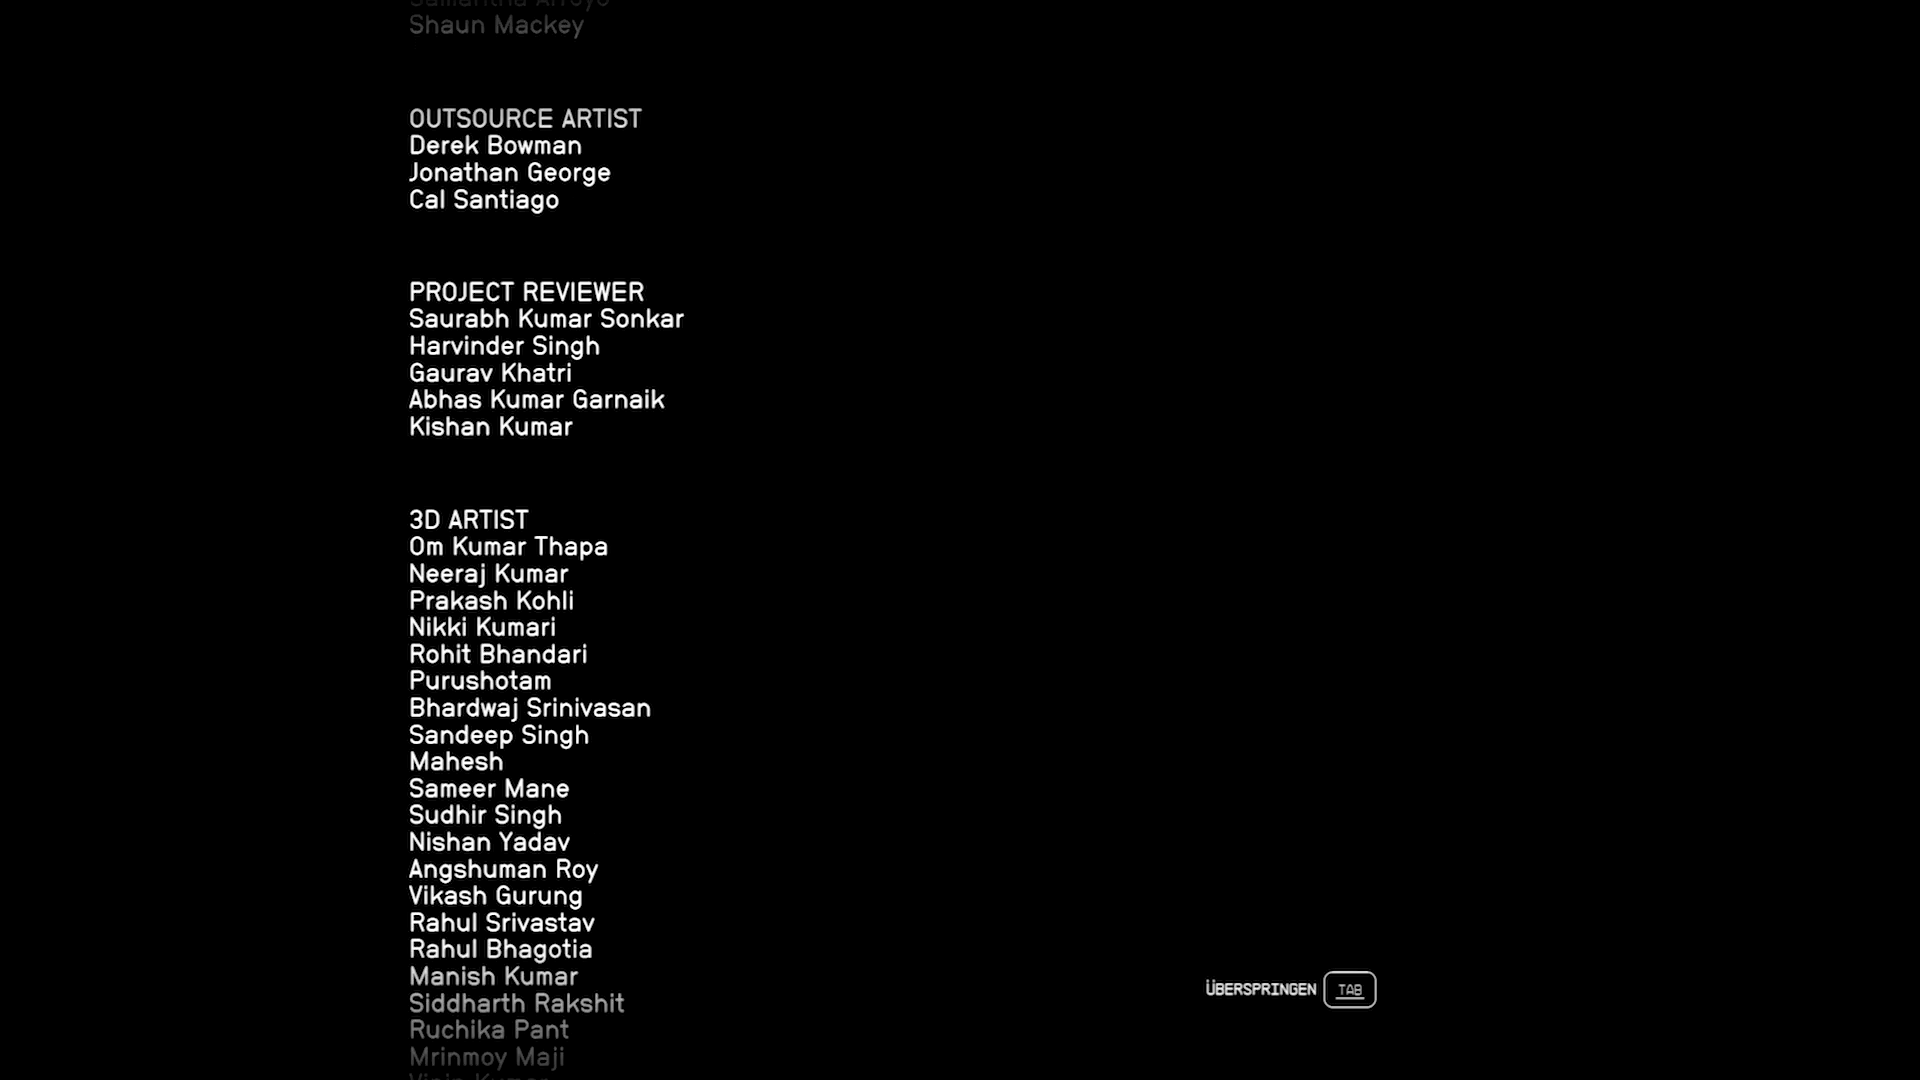 Samantha Arroyo
Shaun Mackey
OUTSOURCE ARTIST
Derek Bowman
Jonathan George
Cal Santiago
PROJECT REVIEWER
Saurabh Kumar Sonkar
Harvinder Singh
Gaurav Khatri
Abhas Kumar Garnaik
Kishan Kumar
3D ARTIST
Om Kumar Thapa
Neeraj Kumar
Prakash Kohli
Nikki Kumari
Rohit Bhandari
Purushotam
Bhardwaj Srinivasan
Sandeep Singh
Mahesh
Sameer Mane
Sudhir Singh
Nishan Yadav
Angshuman Roy
Vikash Gurung
Rahul Srivastav
Rahul Bhagotia
Manish Kumar
Siddharth Rakshit
Ruchika Pant
Mrinmoy Maji
ÜBERSPRINGEN TAB